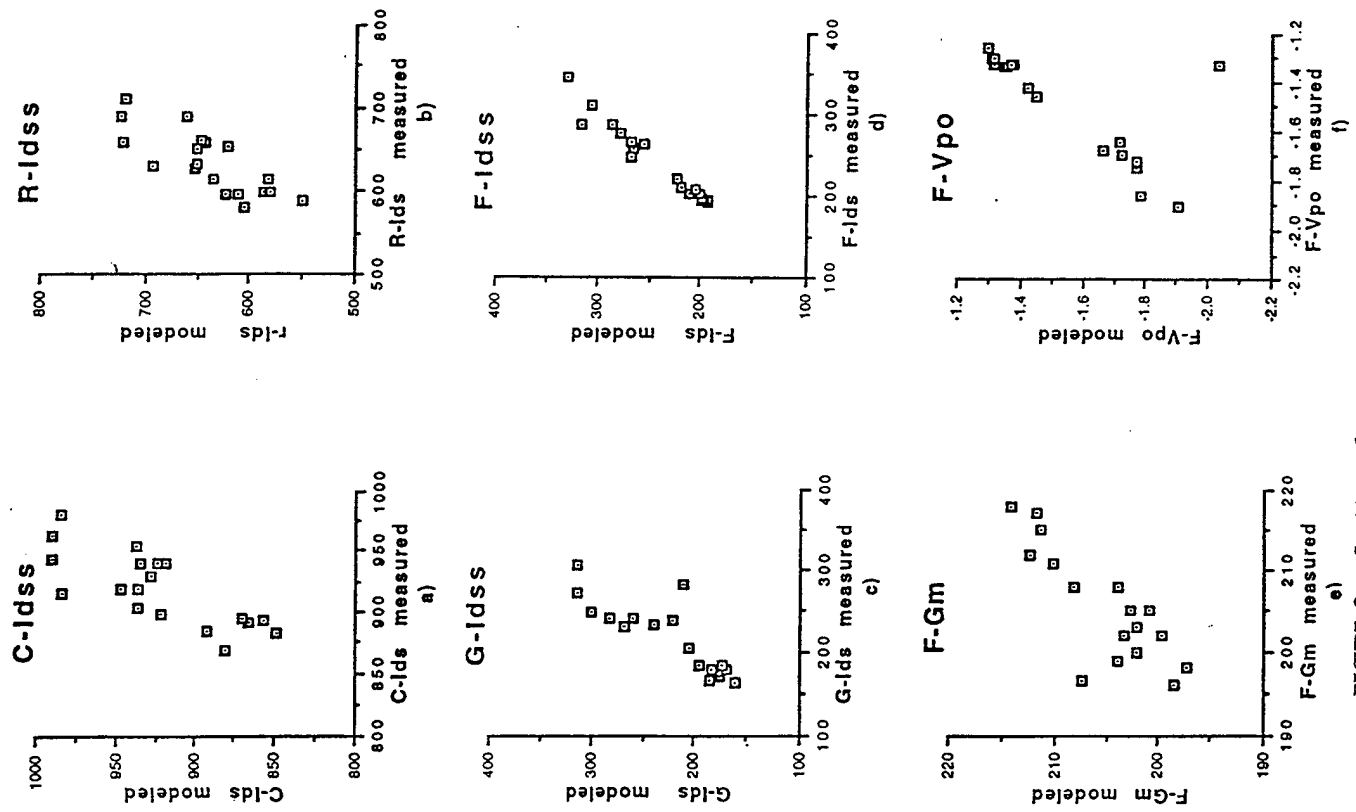 C-Idss
C-Ids modeled
1000
950
900
850
800
800 850 900 950 1000
C-Ids measured
a)
R-Idss
r-Ids modeled
800
700
600
500
500 600 700 800
R-Ids measured
b)
G-Idss
G-Ids modeled
400
300
200
100
100 200 300 400
G-Ids measured
c)
F-Idss
F-Ids modeled
400
300
200
100
100 200 300 400
F-Ids measured
d)
F-Gm
F-Gm modeled
220
210
200
190
190 200 210 220
F-Gm measured
e)
F-Vpo
F-Vpo modeled
-1.2
-1.4
-1.6
-1.8
-2.0
-2.2
-2.2 -2.0 -1.8 -1.6 -1.4 -1.2
F-Vpo measured
f)